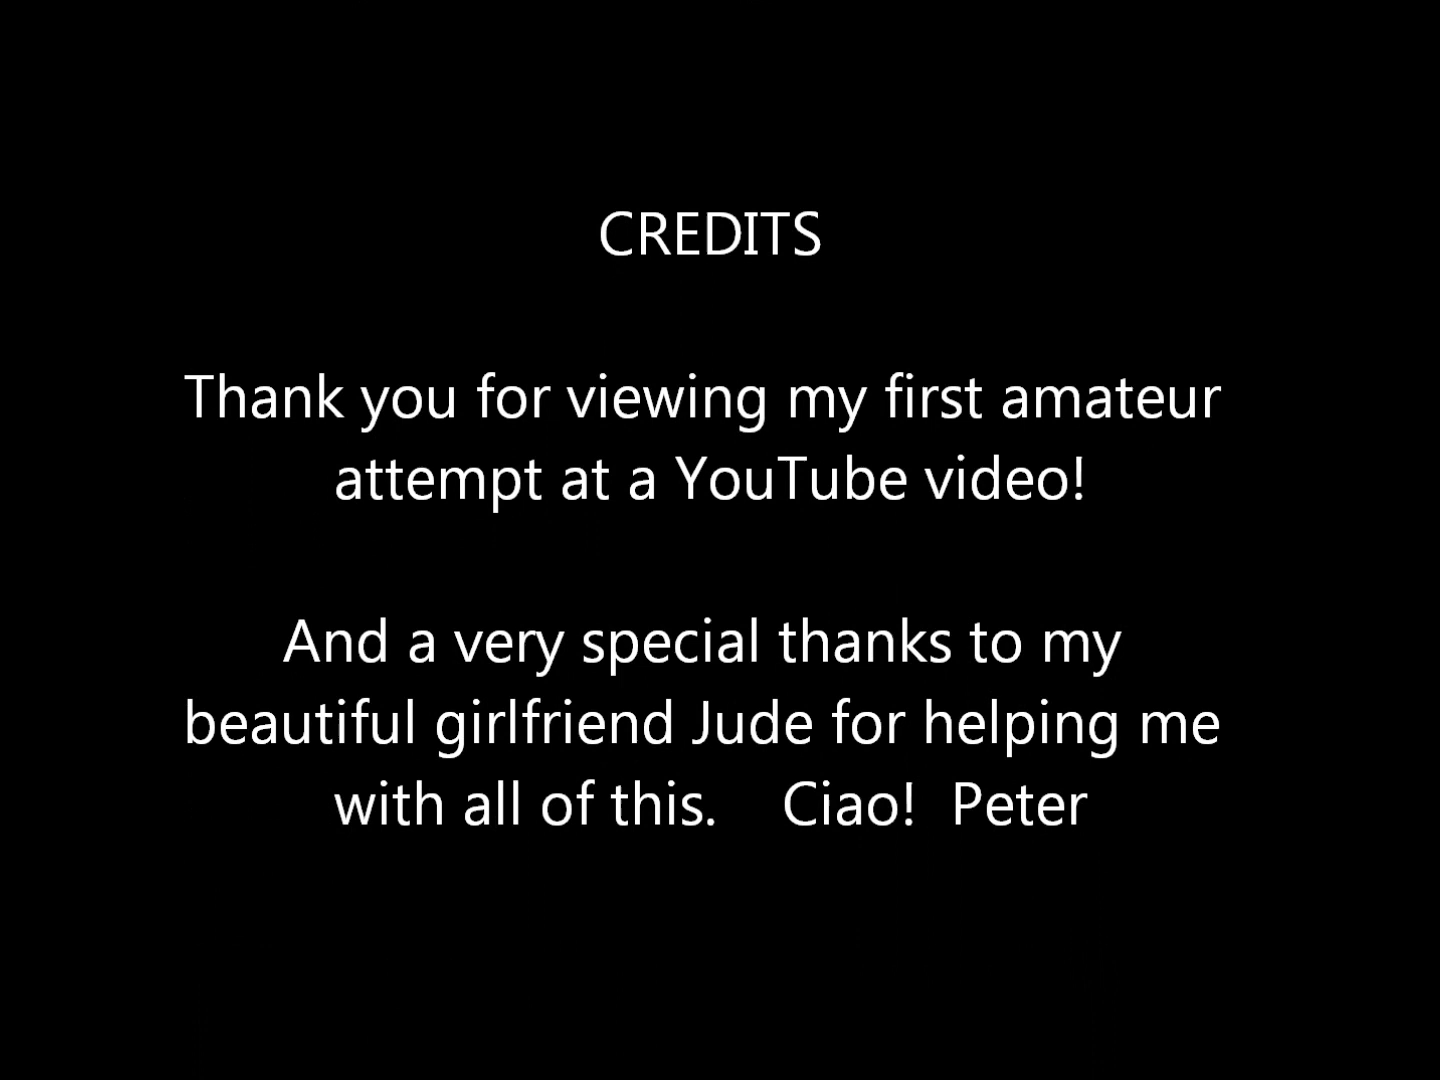 CREDITS
Thank you for viewing my first amateur
attempt at a YouTube video!
And a very special thanks to my
beautiful girlfriend Jude for helping me
with all of this.    Ciao!  Peter